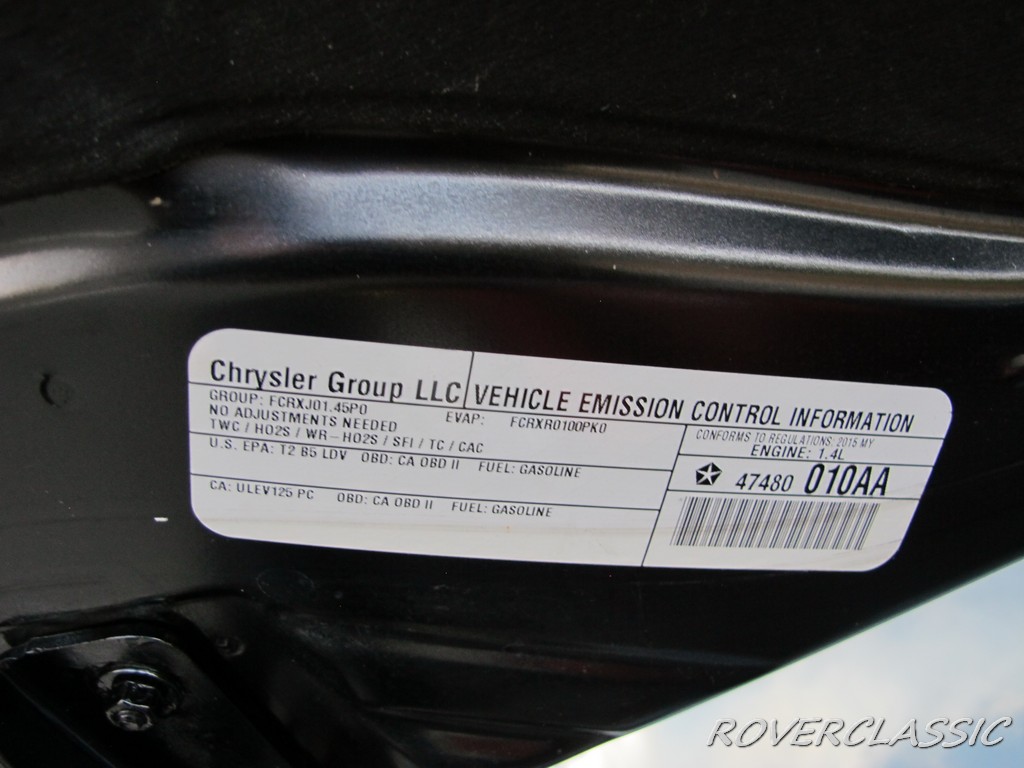 Chrysler Group LLC VEHICLE EMISSION CONTROL INFORMATION
GROUP: FCRXJ01.45P0 EVAP: FCRXR0100PK0
NO ADJUSTMENTS NEEDED
TWC / HO2S / WR-HO2S / SFI / TC / CAC
U.S. EPA: T2 B5 LDV OBD: CA OBD II FUEL: GASOLINE
CA: ULEV125 PC OBD: CA OBD II FUEL: GASOLINE
CONFORMS TO REGULATIONS: 2015 MY
ENGINE: 1.4L
47480 010AA
ROVERCLASSIC